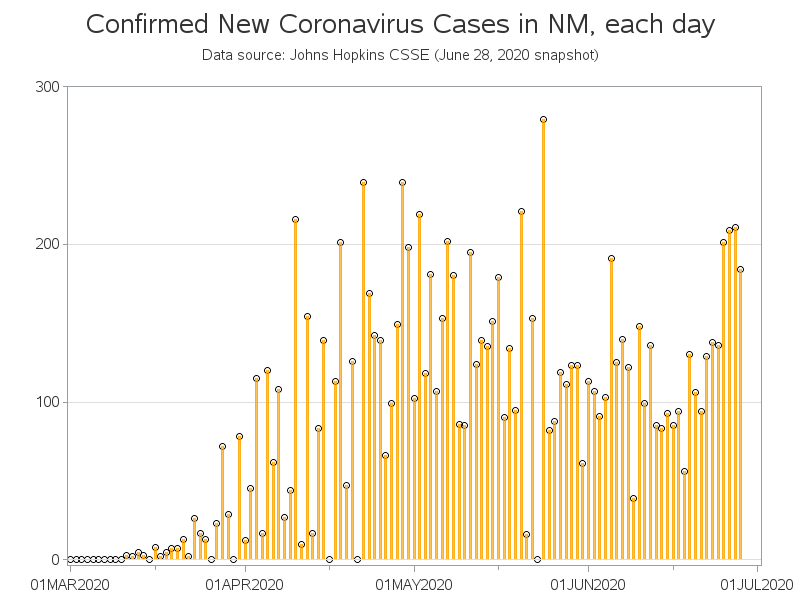 Confirmed New Coronavirus Cases in NM, each day
Data source: Johns Hopkins CSSE (June 28, 2020 snapshot)
300
200
100
0
01MAR2020 01APR2020 01MAY2020 01JUN2020 01JUL2020